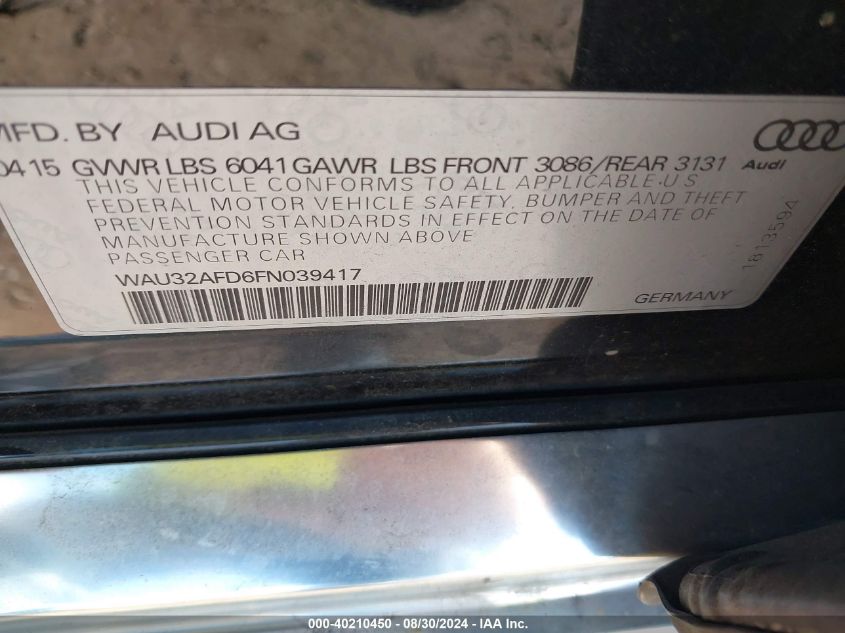 MFD. BY AUDI AG
0415 GVWR LBS 6041 GAWR LBS FRONT 3086/REAR 3131 Audi
THIS VEHICLE CONFORMS TO ALL APPLICABLE U S
FEDERAL MOTOR VEHICLE SAFETY, BUMPER AND THEFT
PREVENTION STANDARDS IN EFFECT ON THE DATE OF
MANUFACTURE SHOWN ABOVE
PASSENGER CAR
WAU32AFD6FN039417
GERMANY
1813594
000-40210450 - 08/30/2024 - IAA Inc.